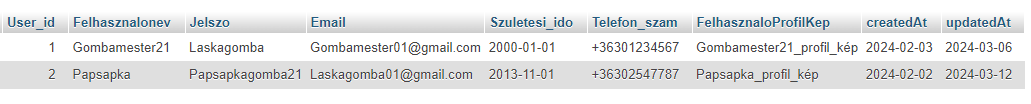 User_id Felhasznalonev Jelszo Email Szuletesi_ido Telefon_szam FelhasznaloProfilKep createdAt updatedAt
1 Gombamester21 Laskagomba Gombamester01@gmail.com 2000-01-01 +36301234567 Gombamester21_profil_kép 2024-02-03 2024-03-06
2 Papsapka Papsapkagomba21 Laskagomba01@gmail.com 2013-11-01 +36302547787 Papsapka_profil_kép 2024-02-02 2024-03-12